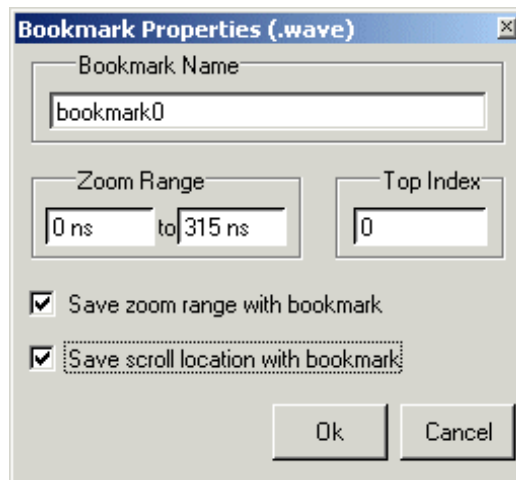 Bookmark Properties (.wave)
Bookmark Name
bookmark0
Zoom Range
Top Index
0 ns to 315 ns
0
Save zoom range with bookmark
Save scroll location with bookmark
Ok Cancel